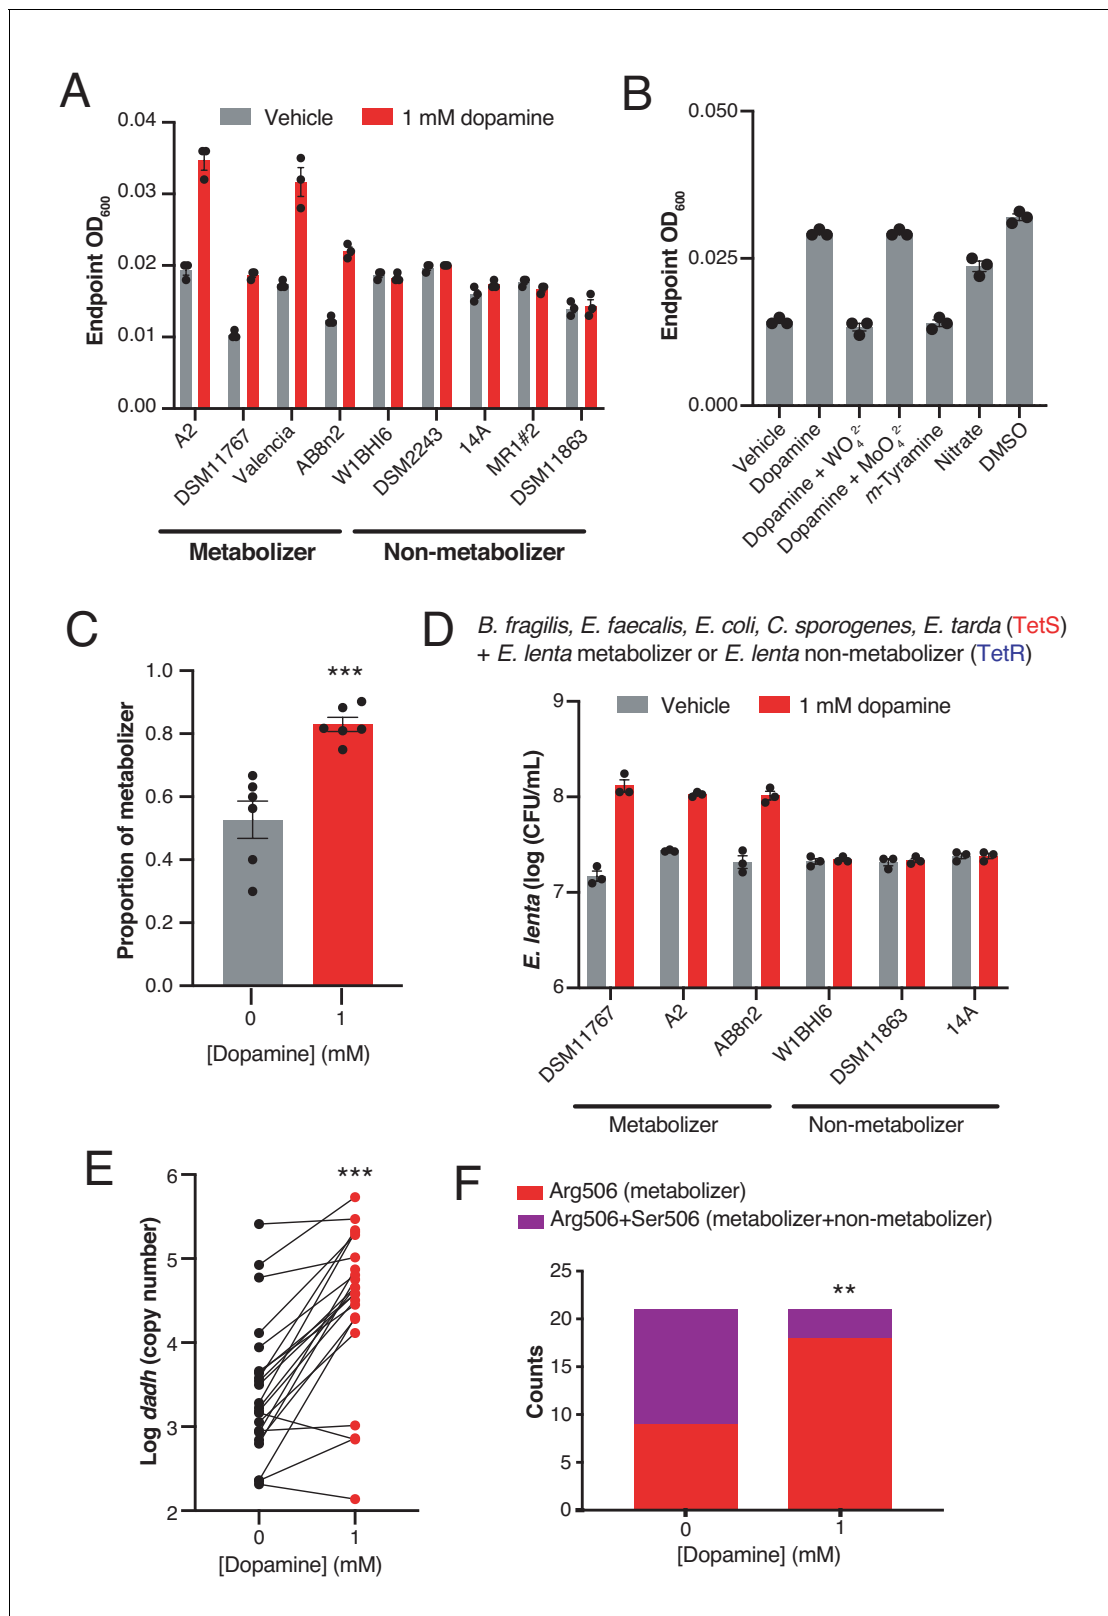 A
Vehicle
1 mM dopamine
Endpoint OD600
0.04
0.03
0.02
0.01
0.00
A2
DSM11767
Valencia
AB8n2
W1BHI6
DSM2243
14A
MR1#2
DSM11863
Metabolizer
Non-metabolizer
B
Endpoint OD600
0.050
0.025
0.000
Vehicle
Dopamine
Dopamine + WO4 2-
Dopamine + MoO4 2-
m-Tyramine
Nitrate
DMSO
C
Proportion of metabolizer
1.0
0.8
0.6
0.4
0.2
0.0
***
0
1
[Dopamine] (mM)
D
B. fragilis, E. faecalis, E. coli, C. sporogenes, E. tarda (TetS)
+ E. lenta metabolizer or E. lenta non-metabolizer (TetR)
Vehicle
1 mM dopamine
E. lenta (log (CFU/mL)
9
8
7
6
DSM11767
A2
AB8n2
W1BHI6
DSM11863
14A
Metabolizer
Non-metabolizer
E
Log dadh (copy number)
6
5
4
3
2
***
0
1
[Dopamine] (mM)
F
Arg506 (metabolizer)
Arg506+Ser506 (metabolizer+non-metabolizer)
Counts
25
20
15
10
5
0
**
0
1
[Dopamine] (mM)